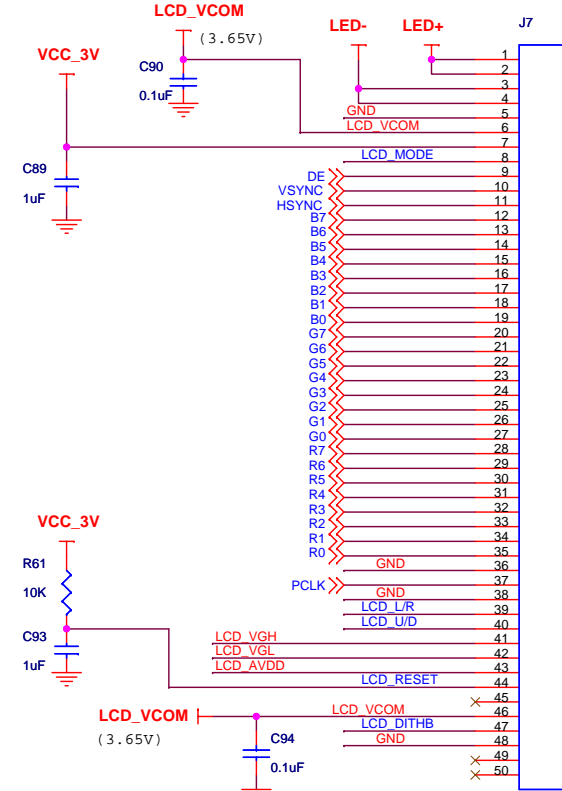 LCD_VCOM
(3.65V)
LED-
LED+
J7
VCC_3V
C90
0.1uF
C89
1uF
1
2
3
4
GND 5
LCD_VCOM 6
7
LCD_MODE 8
DE 9
VSYNC 10
HSYNC 11
B7 12
B6 13
B5 14
B4 15
B3 16
B2 17
B1 18
B0 19
G7 20
G6 21
G5 22
G4 23
G3 24
G2 25
G1 26
G0 27
R7 28
R6 29
R5 30
R4 31
R3 32
R2 33
R1 34
R0 35
GND 36
PCLK 37
GND 38
LCD_L/R 39
LCD_U/D 40
LCD_VGH 41
LCD_VGL 42
LCD_AVDD 43
LCD_RESET 44
45
LCD_VCOM 46
LCD_DITHB 47
GND 48
49
50
VCC_3V
R61
10K
C93
1uF
LCD_VCOM
(3.65V)
C94
0.1uF